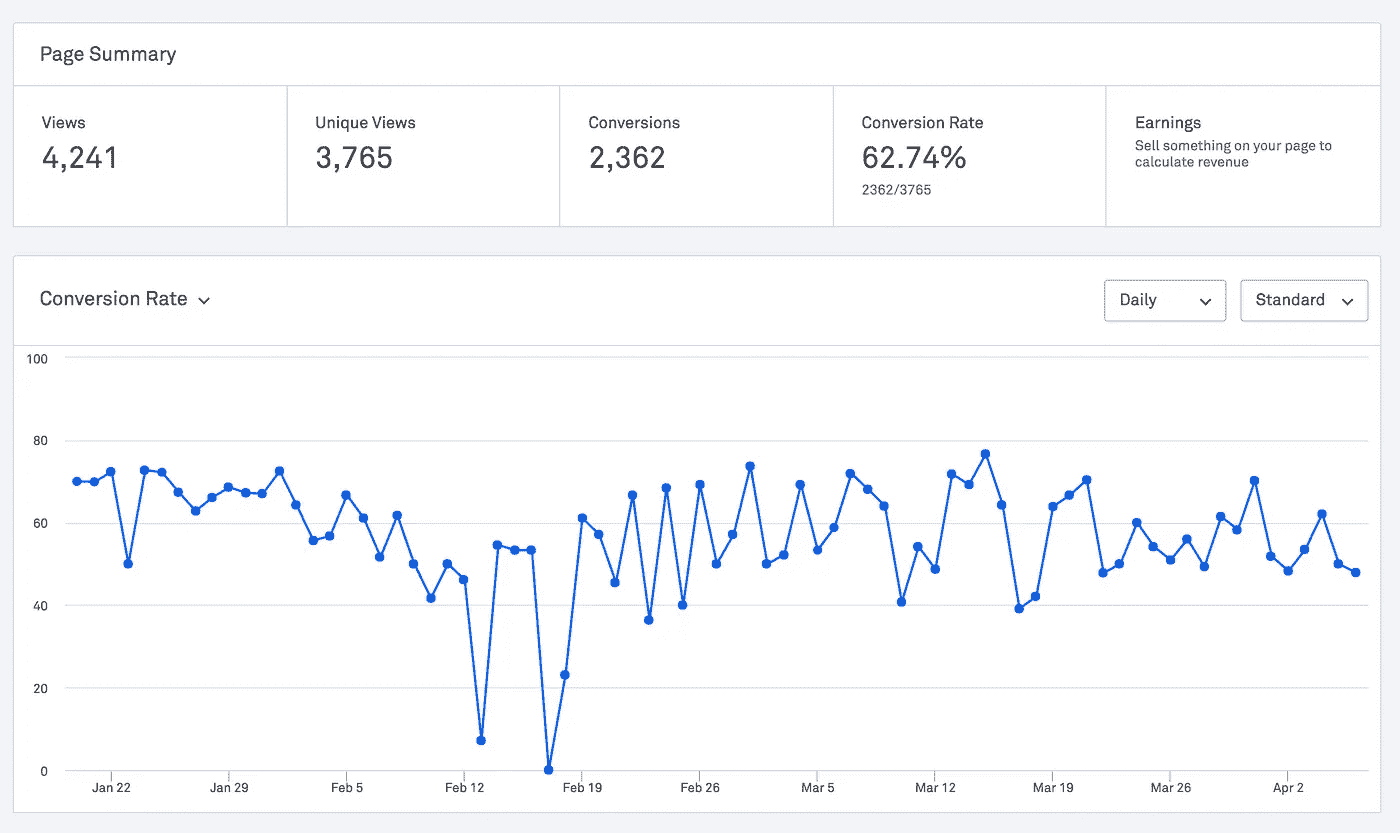 Page Summary
Views
4,241
Unique Views
3,765
Conversions
2,362
Conversion Rate
62.74%
2362/3765
Earnings
Sell something on your page to
calculate revenue
Conversion Rate
Daily
Standard
100
80
60
40
20
0
Jan 22
Jan 29
Feb 5
Feb 12
Feb 19
Feb 26
Mar 5
Mar 12
Mar 19
Mar 26
Apr 2